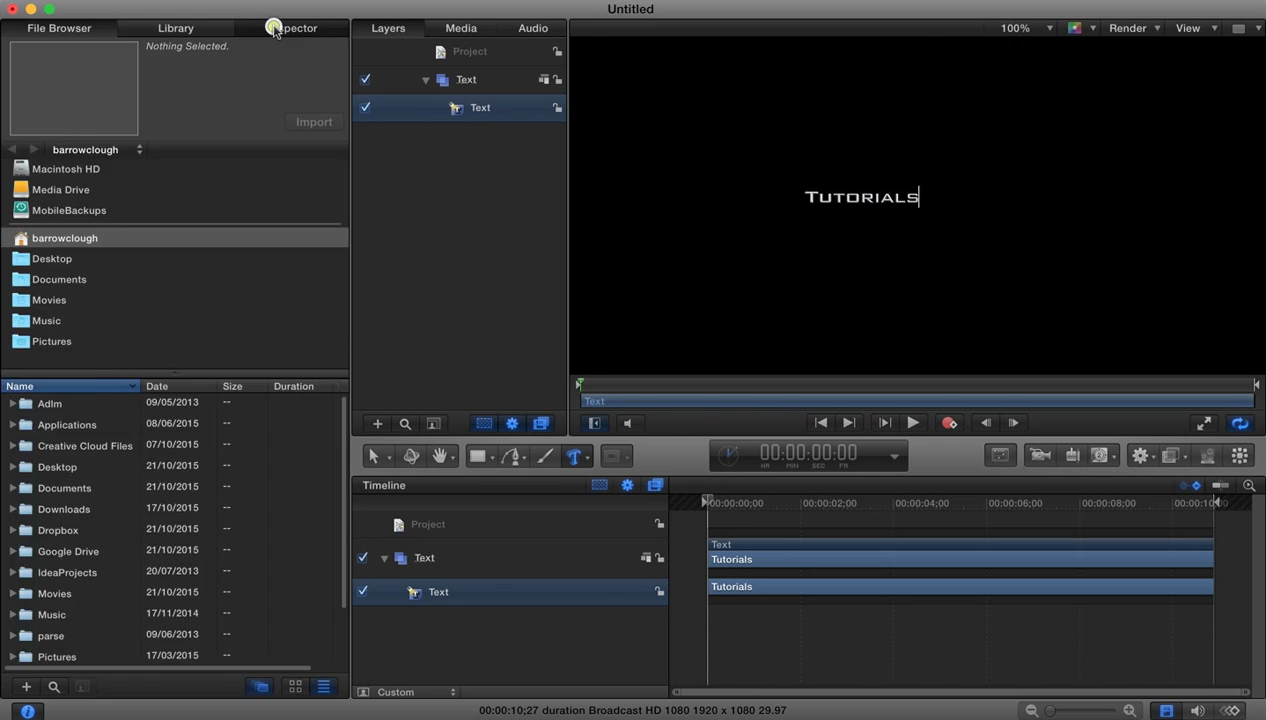 Untitled
File Browser
Library
Layers
Media
Audio
100%
Render
View
Nothing Selected.
Import
Project
Text
Text
barrowclough
Macintosh HD
Media Drive
MobileBackups
barrowclough
Desktop
Documents
Movies
Music
Pictures
Tutorials
Text
Name
Date
Size
Duration
Adlm
09/05/2013
--
Applications
08/06/2013
--
Creative Cloud Files
07/10/2015
--
Desktop
21/10/2015
--
Documents
21/10/2015
--
Downloads
17/10/2015
--
Dropbox
21/10/2015
--
Google Drive
21/10/2015
--
IdeaProjects
20/07/2013
--
Movies
21/10/2015
--
Music
17/11/2014
--
parse
09/06/2013
--
Pictures
17/03/2015
--
00:00:00:00
HR MIN SEC FR
Timeline
00:00:00;00
00:00:02;00
00:00:04;00
00:00:06;00
00:00:08;00
Project
Text
Text
Text
Tutorials
Tutorials
Custom
00:00:10;27 duration Broadcast HD 1080 1920 x 1080 29.97